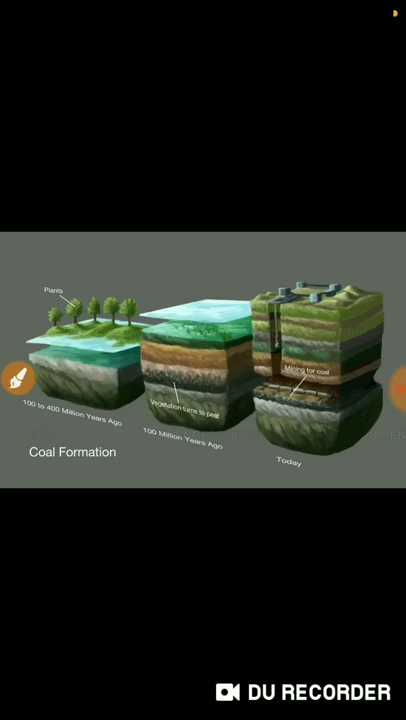 Plants
Mining for coal
Vegetation turns to peat
100 to 400 Million Years Ago
100 Million Years Ago
Today
Coal Formation
DU RECORDER